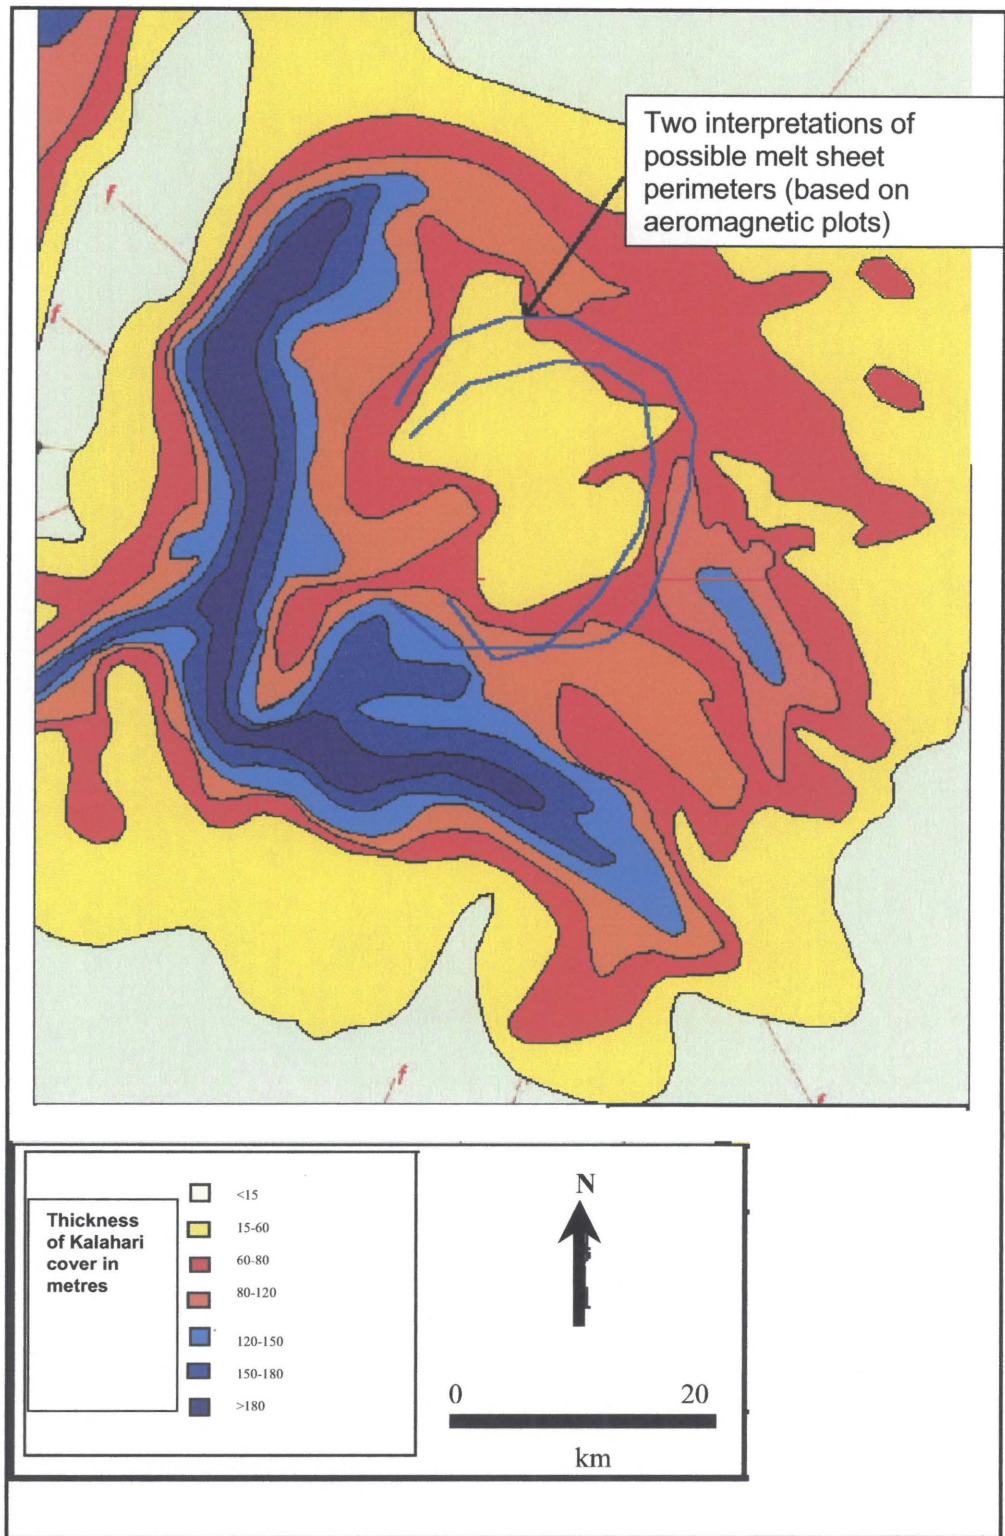 Two interpretations of
possible melt sheet
perimeters (based on
aeromagnetic plots)
f
f
f
f
Thickness
of Kalahari
cover in
metres
<15
15-60
60-80
80-120
120-150
150-180
>180
N
0 20
km